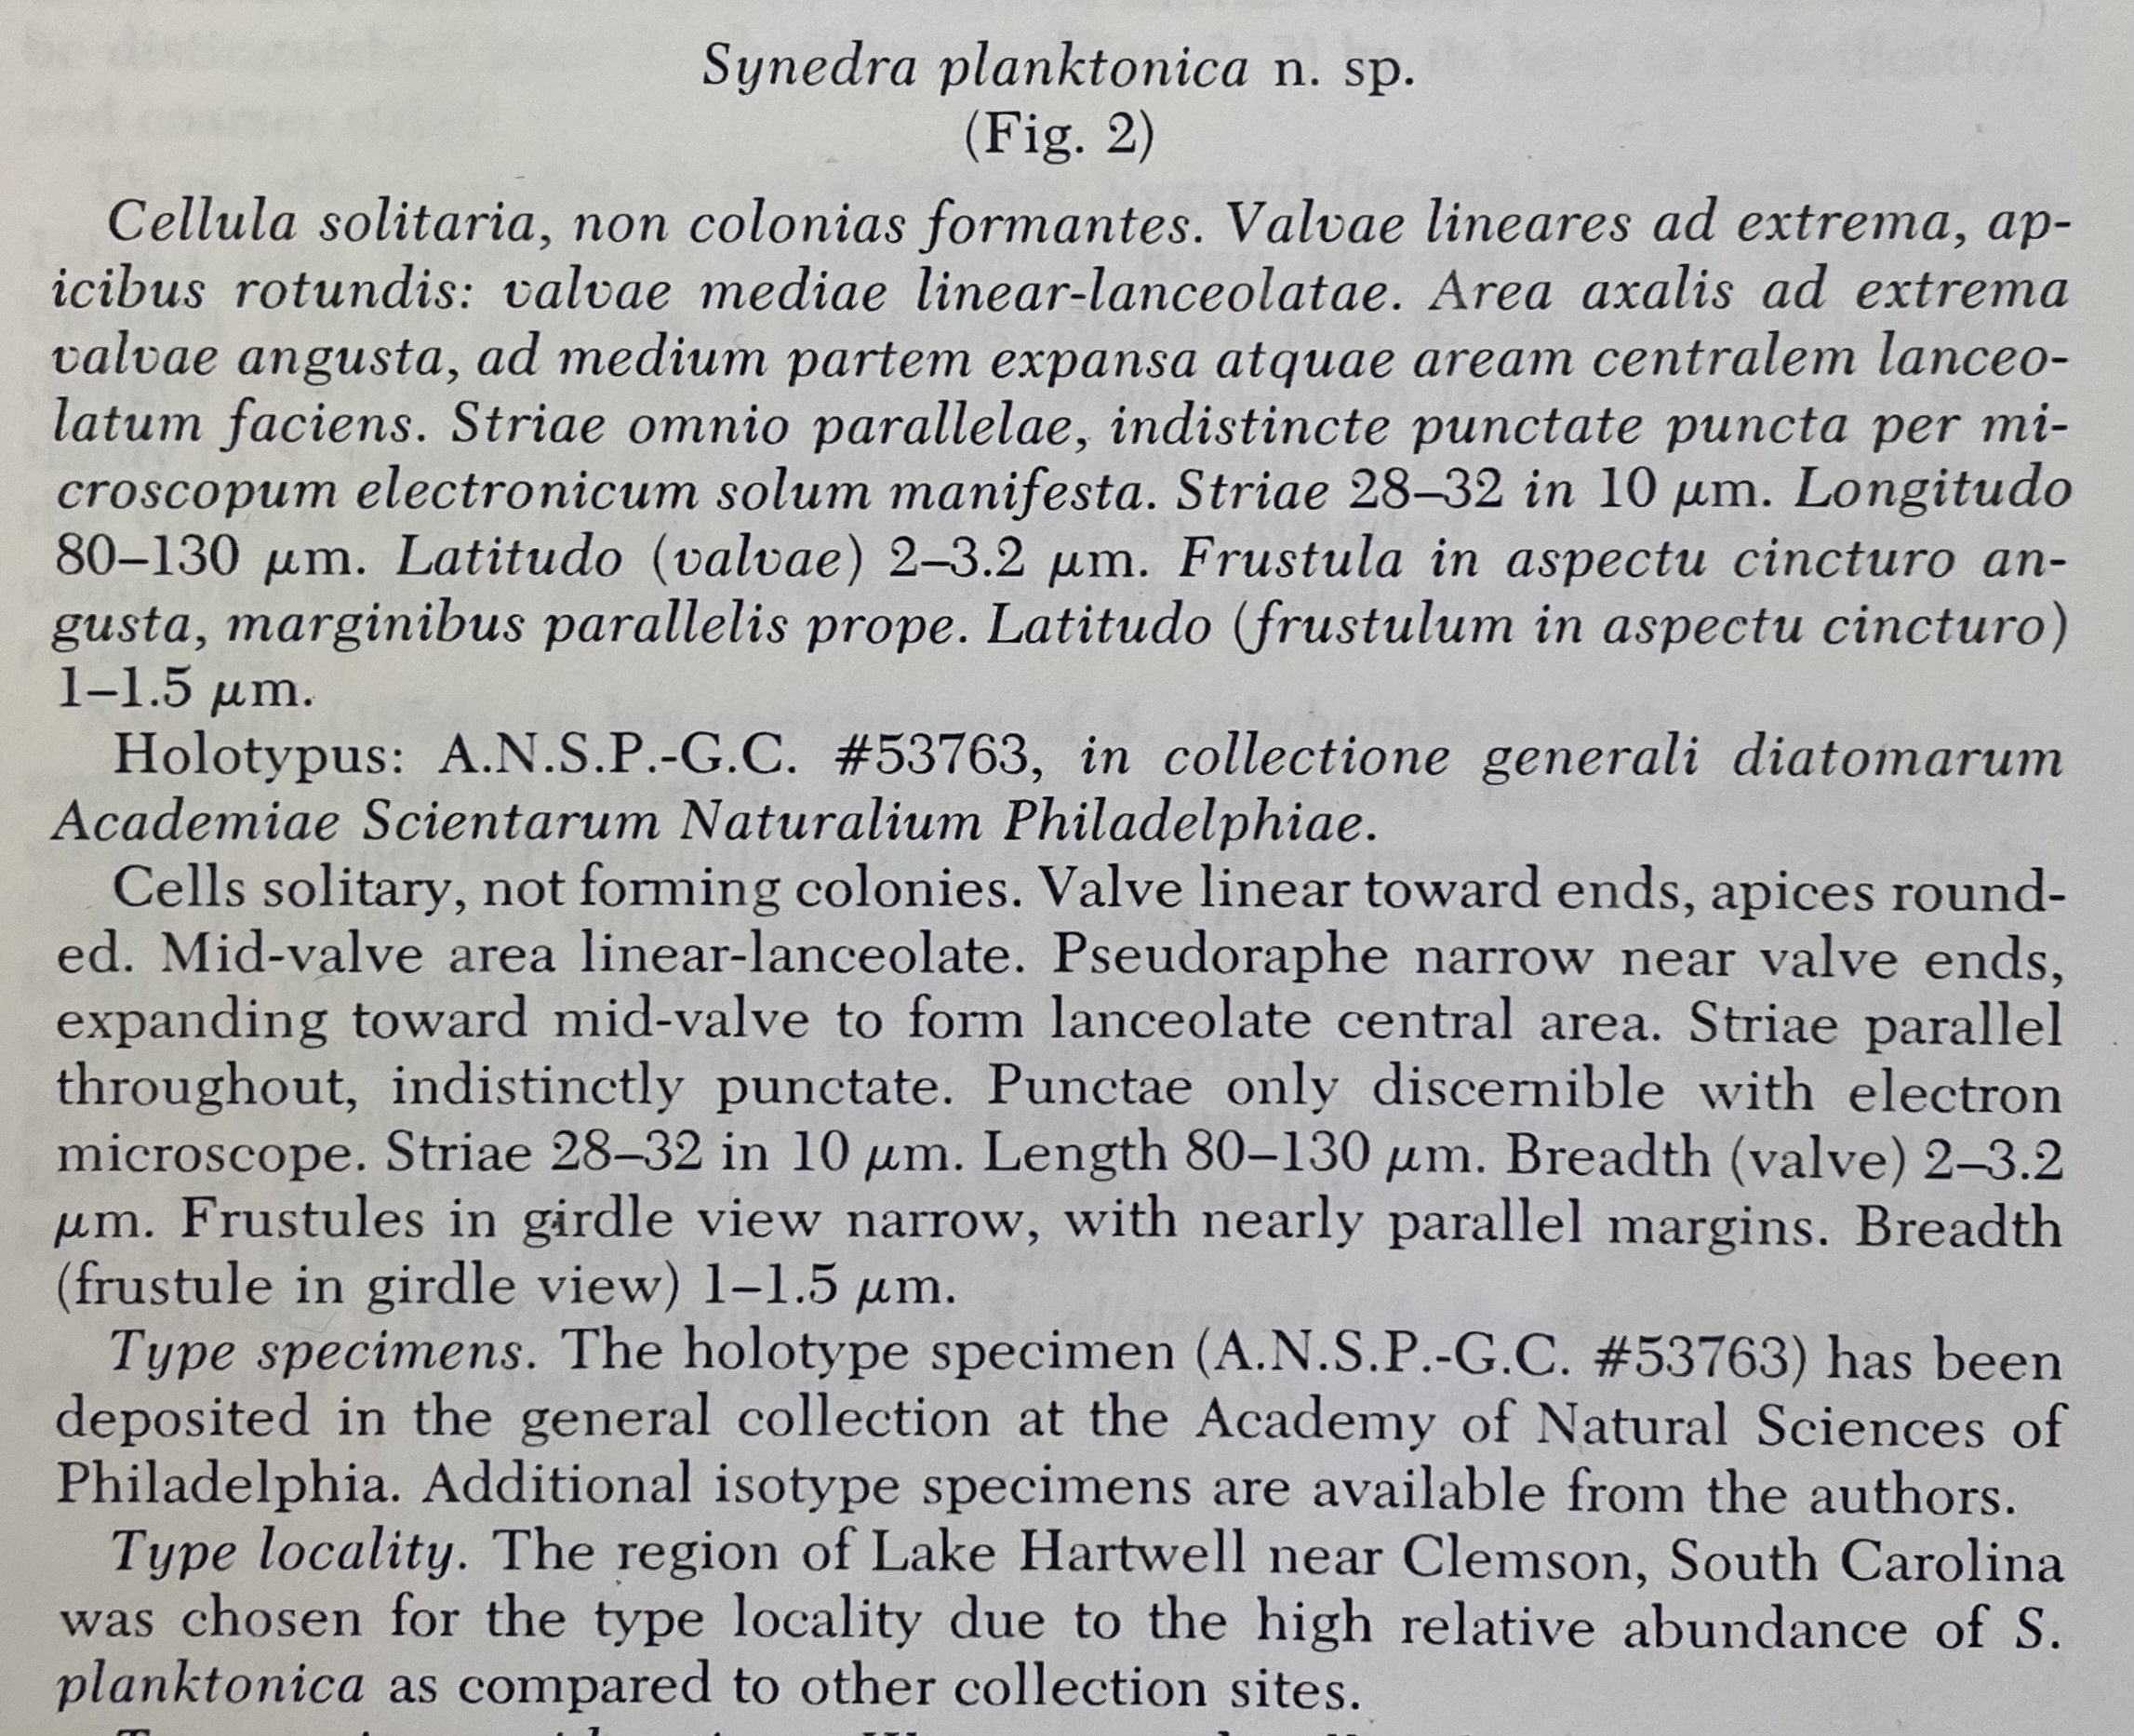 Synedra planktonica n. sp.
(Fig. 2)
Cellula solitaria, non colonias formantes. Valvae lineares ad extrema, ap-
icibus rotundis: valvae mediae linear-lanceolatae. Area axalis ad extrema
valvae angusta, ad medium partem expansa atquae aream centralem lanceo-
latum faciens. Striae omnio parallelae, indistincte punctate puncta per mi-
croscopum electronicum solum manifesta. Striae 28–32 in 10 μm. Longitudo
80–130 μm. Latitudo (valvae) 2–3.2 μm. Frustula in aspectu cincturo an-
gusta, marginibus parallelis prope. Latitudo (frustulum in aspectu cincturo)
1–1.5 μm.
Holotypus: A.N.S.P.-G.C. #53763, in collectione generali diatomarum
Academiae Scientarum Naturalium Philadelphiae.
Cells solitary, not forming colonies. Valve linear toward ends, apices round-
ed. Mid-valve area linear-lanceolate. Pseudoraphe narrow near valve ends,
expanding toward mid-valve to form lanceolate central area. Striae parallel
throughout, indistinctly punctate. Punctae only discernible with electron
microscope. Striae 28–32 in 10 μm. Length 80–130 μm. Breadth (valve) 2–3.2
μm. Frustules in girdle view narrow, with nearly parallel margins. Breadth
(frustule in girdle view) 1–1.5 μm.
Type specimens. The holotype specimen (A.N.S.P.-G.C. #53763) has been
deposited in the general collection at the Academy of Natural Sciences of
Philadelphia. Additional isotype specimens are available from the authors.
Type locality. The region of Lake Hartwell near Clemson, South Carolina
was chosen for the type locality due to the high relative abundance of S.
planktonica as compared to other collection sites.